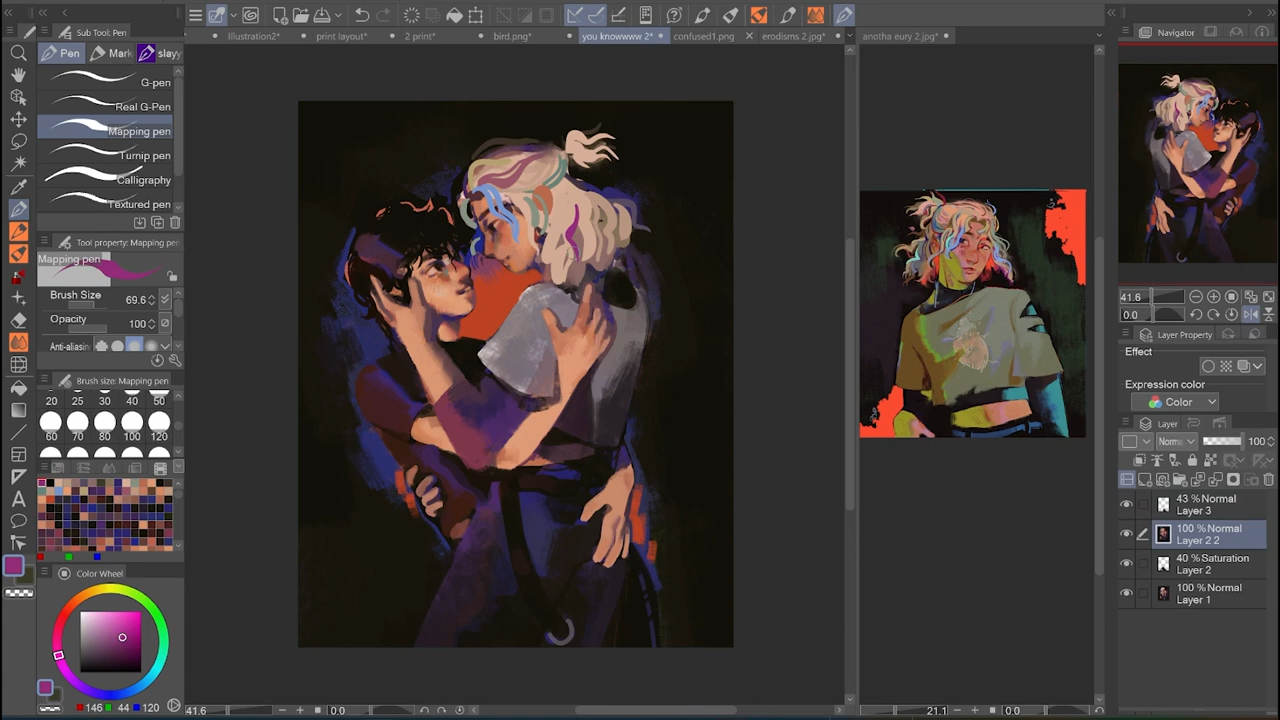 Sub Tool: Pen
Pen
Mark
slayy
G-pen
Real G-Pen
Mapping pen
Turnip pen
Calligraphy
Textured pen
Tool property: Mapping pen
Mapping pen
Brush Size
69.6
Opacity
100
Anti-aliasing
Brush size: Mapping pen
20 25 30 40 50
60 70 80 100 120
Color Wheel
146 44 120
Illustration2*
print layout*
2 print*
bird.png*
you knowwww 2*
confused1.png
erodisms 2.jpg*
anotha eury 2.jpg*
41.6
0.0
21.1
0.0
Navigator
41.6
0.0
Layer Property
Effect
Expression color
Color
Layer
Norma
100
43 % Normal
Layer 3
100 % Normal
Layer 2 2
40 % Saturation
Layer 2
100 % Normal
Layer 1